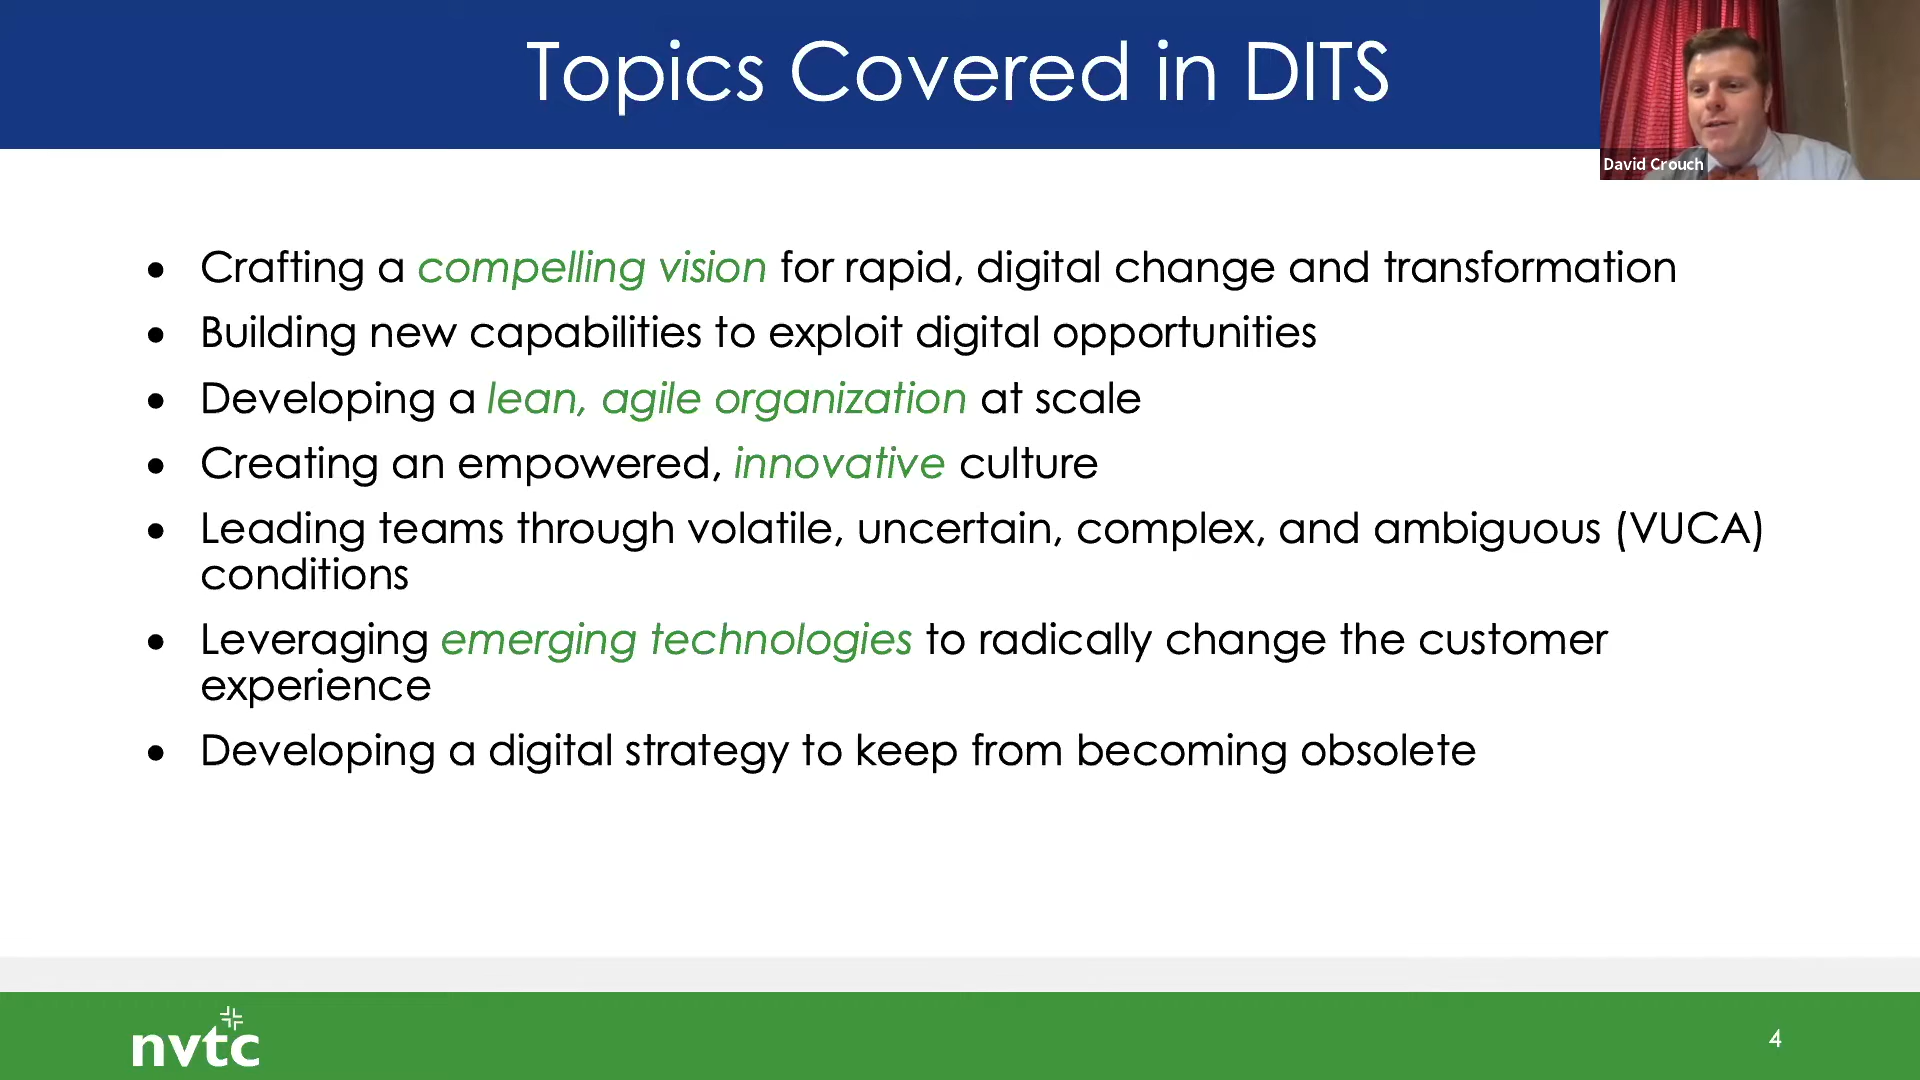 Topics Covered in DITS
David Crouch
• Crafting a compelling vision for rapid, digital change and transformation
• Building new capabilities to exploit digital opportunities
• Developing a lean, agile organization at scale
• Creating an empowered, innovative culture
• Leading teams through volatile, uncertain, complex, and ambiguous (VUCA)
conditions
• Leveraging emerging technologies to radically change the customer
experience
• Developing a digital strategy to keep from becoming obsolete
nvtc
4